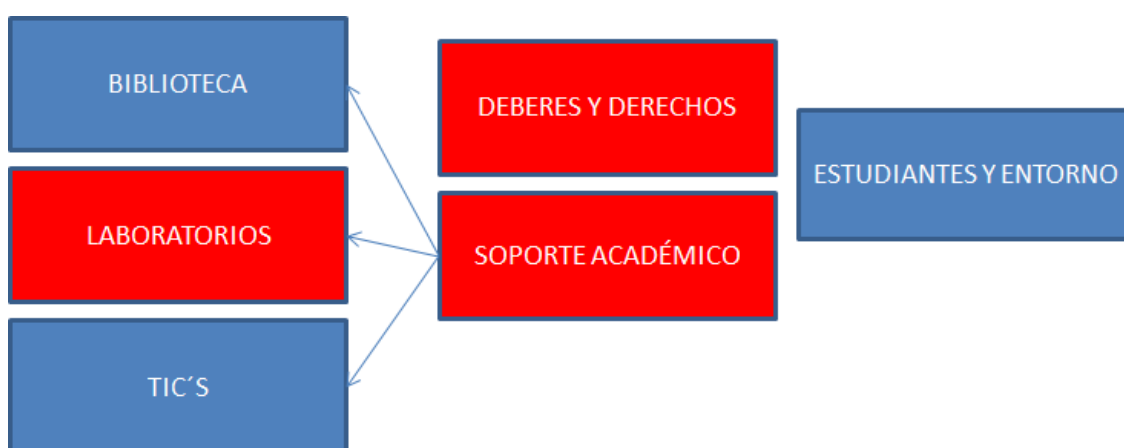 BIBLIOTECA
LABORATORIOS
TIC´S
DEBERES Y DERECHOS
SOPORTE ACADÉMICO
ESTUDIANTES Y ENTORNO